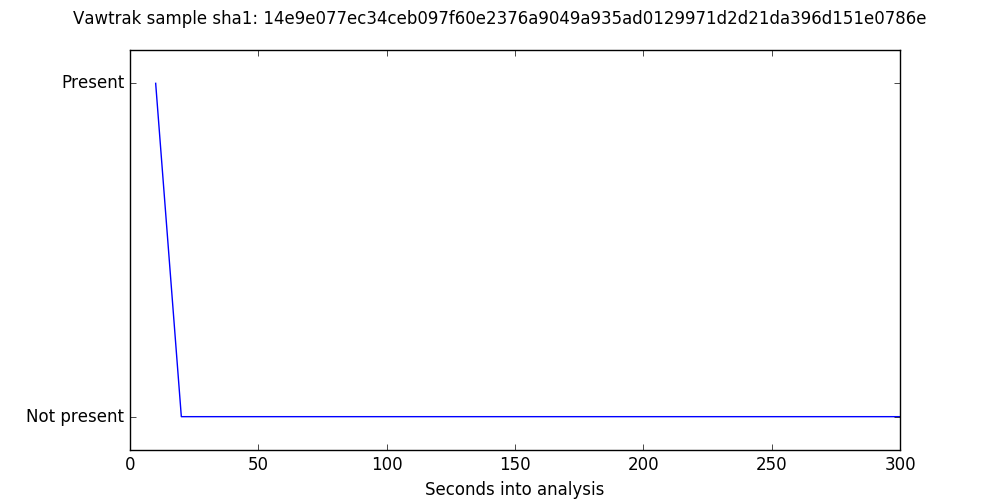 Vawtrak sample sha1: 14e9e077ec34ceb097f60e2376a9049a935ad0129971d2d21da396d151e0786e
Present
Not present
0 50 100 150 200 250 300
Seconds into analysis